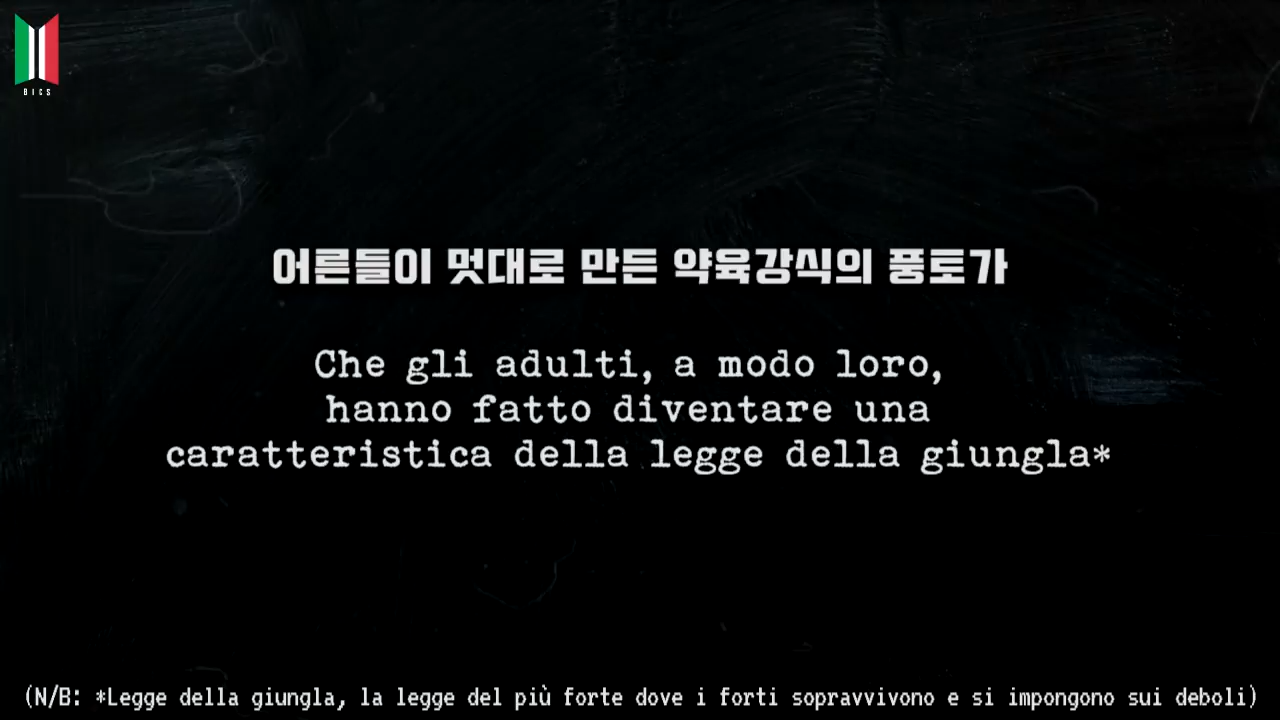 BICS
어른들이 멋대로 만든 약육강식의 풍토가
Che gli adulti, a modo loro,
hanno fatto diventare una
caratteristica della legge della giungla*
(N/B: *Legge della giungla, la legge del più forte dove i forti sopravvivono e si impongono sui deboli)